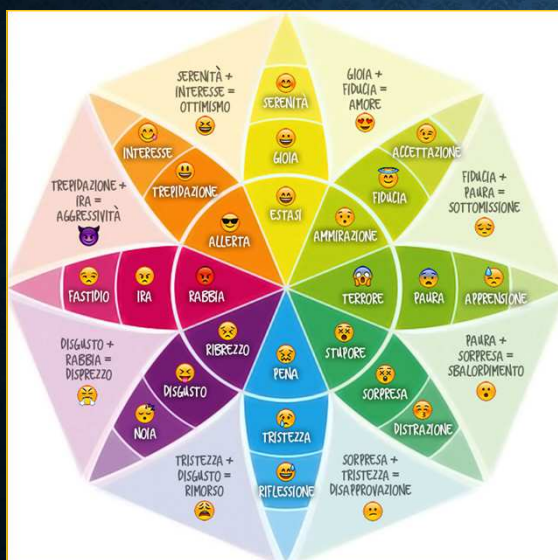 SERENITÀ +
INTERESSE =
OTTIMISMO
SERENITÀ
GIOIA +
FIDUCIA =
AMORE
INTERESSE
GIOIA
ACCETTAZIONE
TREPIDAZIONE
FIDUCIA
TREPIDAZIONE +
IRA =
AGGRESSIVITÀ
ESTASI
FIDUCIA +
PAURA =
SOTTOMISSIONE
ALLERTA
AMMIRAZIONE
FASTIDIO
IRA
RABBIA
TERRORE
PAURA
APPRENSIONE
DISGUSTO +
RABBIA =
DISPREZZO
RIBREZZO
PENA
STUPORE
PAURA +
SORPRESA =
SBALORDIMENTO
DISGUSTO
SORPRESA
NOIA
TRISTEZZA
DISTRAZIONE
TRISTEZZA +
DISGUSTO =
RIMORSO
RIFLESSIONE
SORPRESA +
TRISTEZZA =
DISAPPROVAZIONE